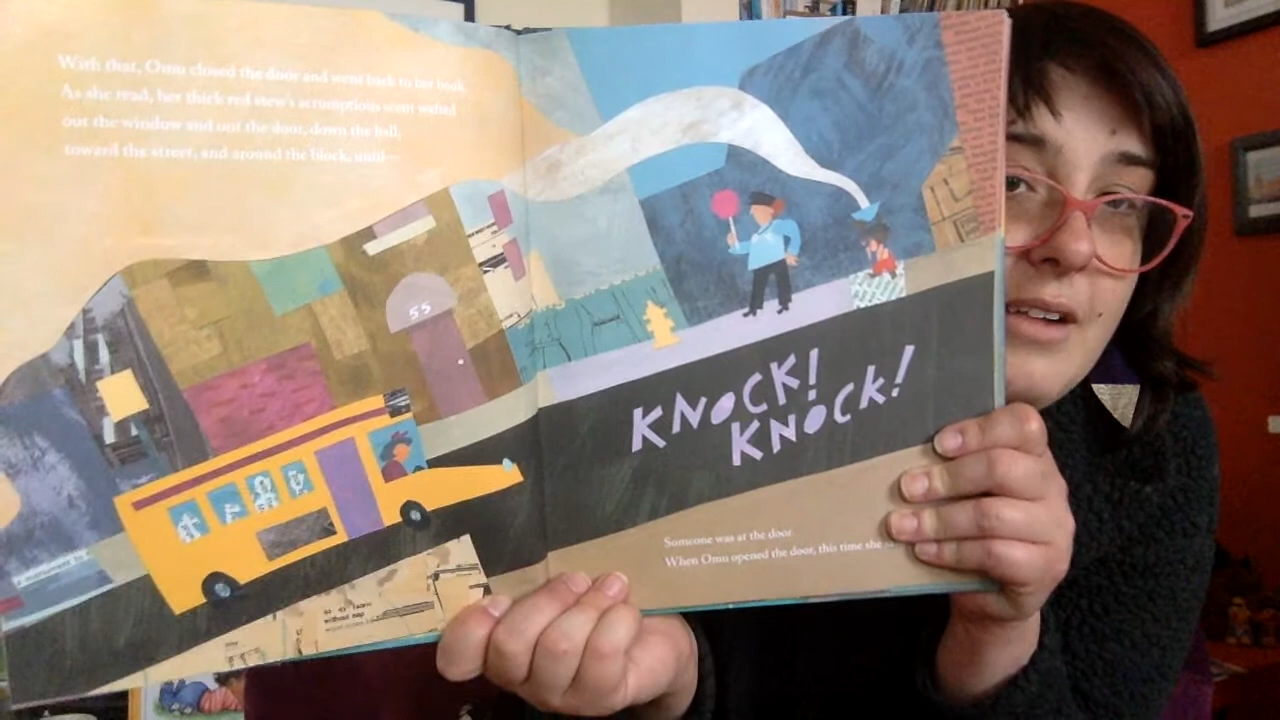 With that, Omu closed the door and went back to her book.
As she read, her thick red stew's scrumptious scent wafted
out the window and out the door, down the hall,
toward the street, and around the block, until—
55
KNOCK!
KNOCK!
Someone was at the door.
When Omu opened the door, this time she